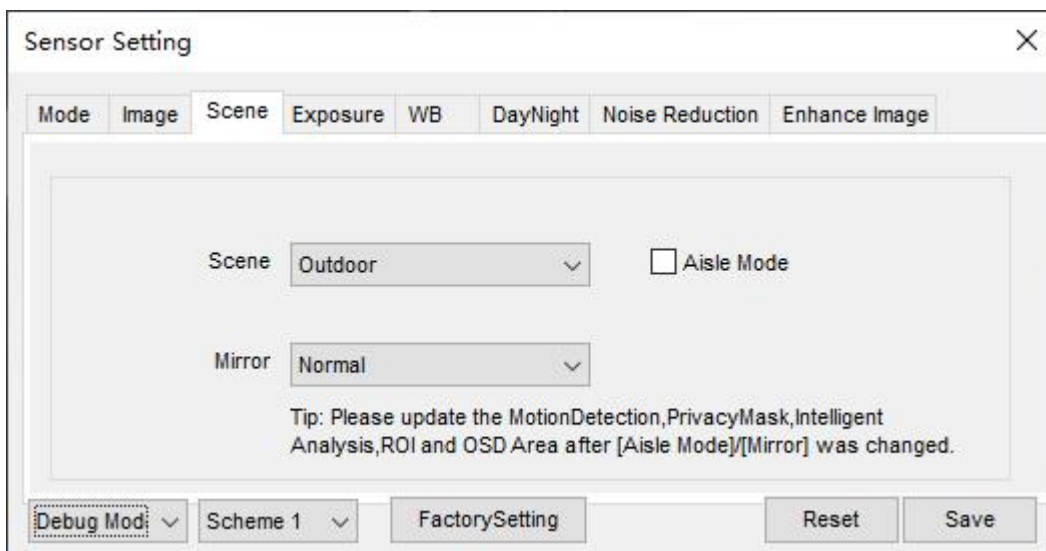 Sensor Setting
Mode Image Scene Exposure WB DayNight Noise Reduction Enhance Image
Scene Outdoor Aisle Mode
Mirror Normal
Tip: Please update the MotionDetection,PrivacyMask,Intelligent
Analysis,ROI and OSD Area after [Aisle Mode]/[Mirror] was changed.
Debug Mod Scheme 1 FactorySetting Reset Save